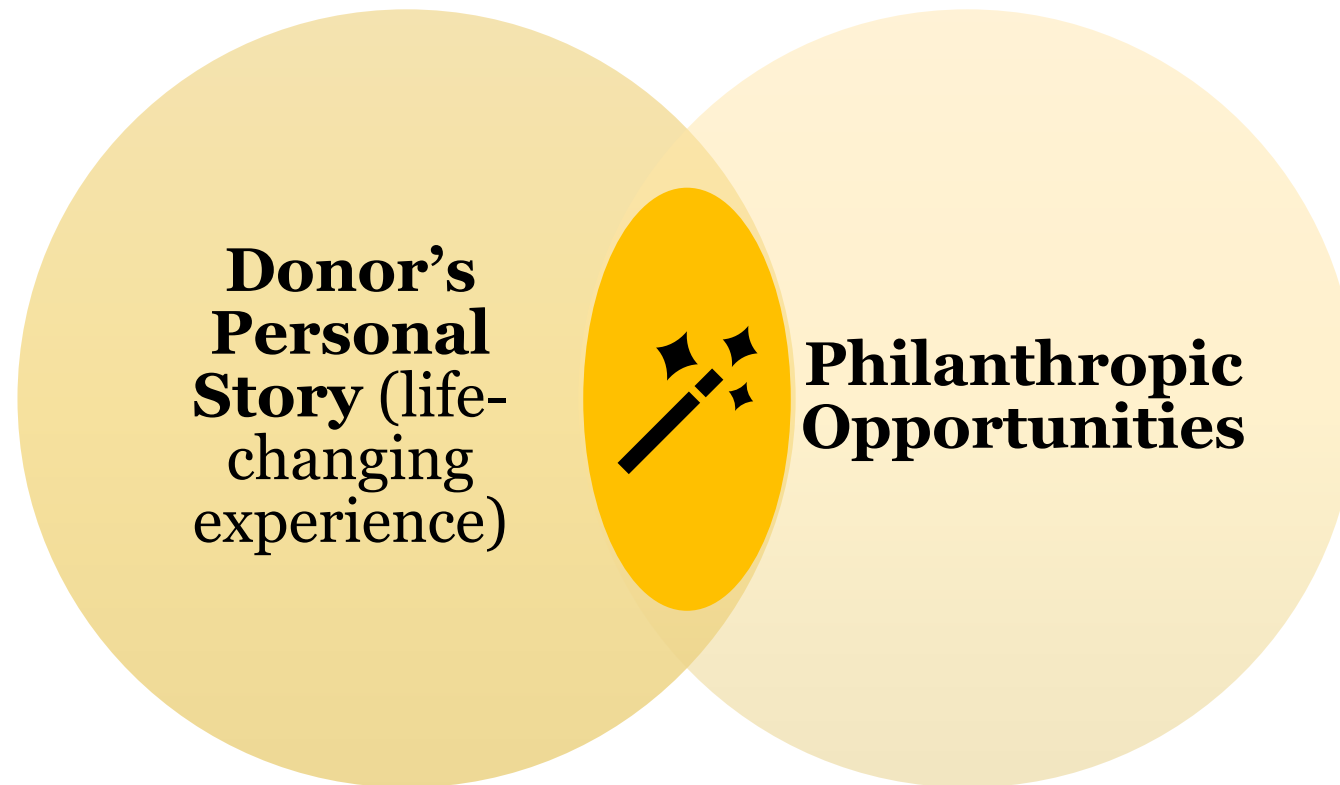 Donor’s
Personal
Story (life-
changing
experience)
Philanthropic
Opportunities